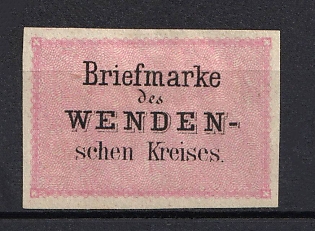 Briefmarke
des
WENDEN-
schen Kreises.